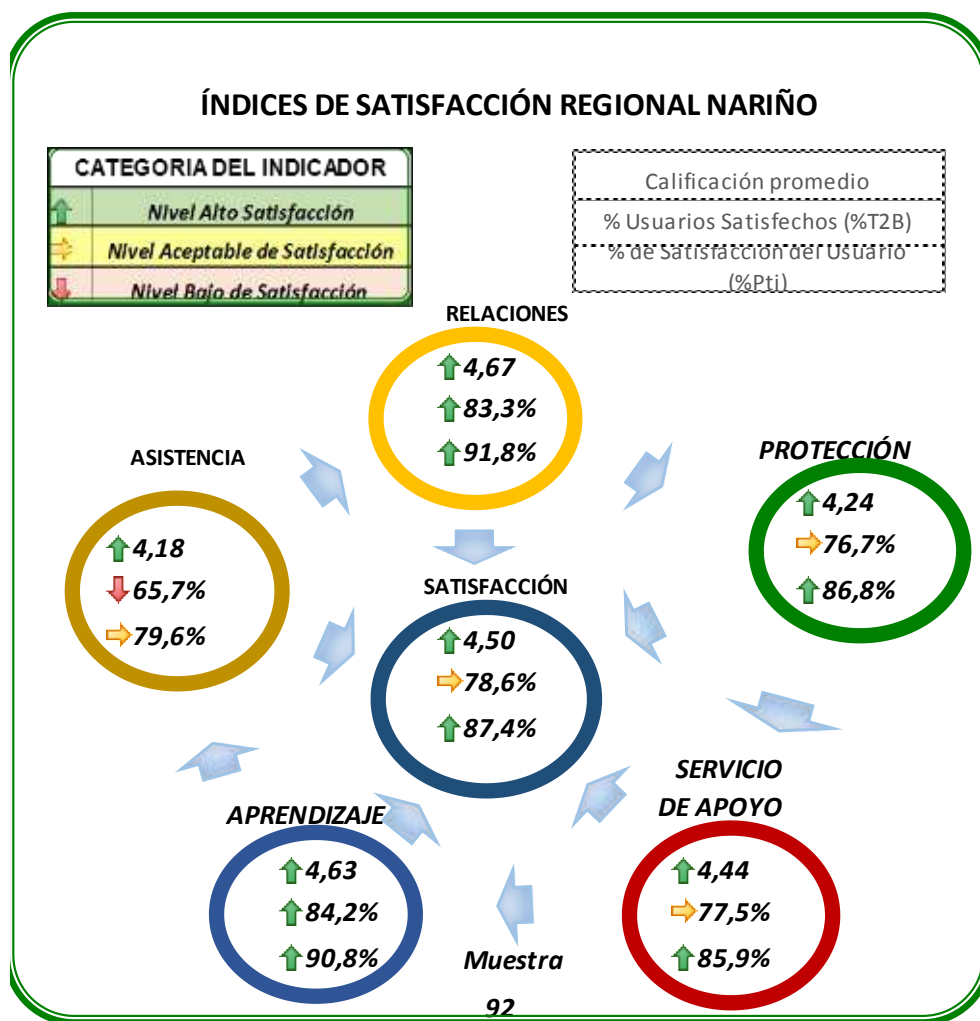 ÍNDICES DE SATISFACCIÓN REGIONAL NARIÑO
CATEGORIA DEL INDICADOR
Nivel Alto Satisfacción
Nivel Aceptable de Satisfacción
Nivel Bajo de Satisfacción
Calificación promedio
% Usuarios Satisfechos (%T2B)
% de Satisfacción del Usuario
(%Pti)
RELACIONES
4,67
83,3%
91,8%
ASISTENCIA
4,18
65,7%
79,6%
PROTECCIÓN
4,24
76,7%
86,8%
SATISFACCIÓN
4,50
78,6%
87,4%
APRENDIZAJE
4,63
84,2%
90,8%
SERVICIO
DE APOYO
4,44
77,5%
85,9%
Muestra
92